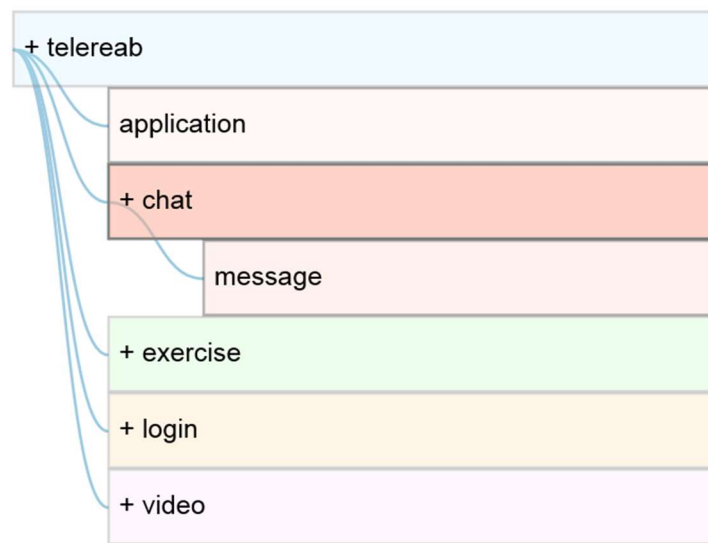 + telereab
application
+ chat
message
+ exercise
+ login
+ video